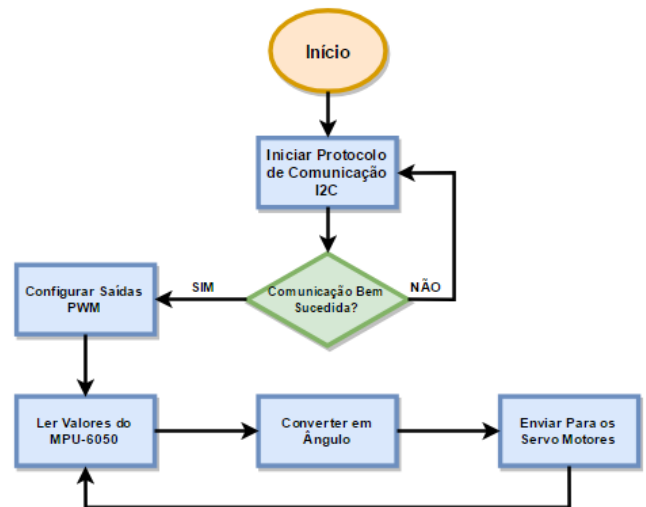 Início
Iniciar Protocolo
de Comunicação
I2C
Comunicação Bem
Sucedida?
SIM
NÃO
Configurar Saídas
PWM
Ler Valores do
MPU-6050
Converter em
Ângulo
Enviar Para os
Servo Motores